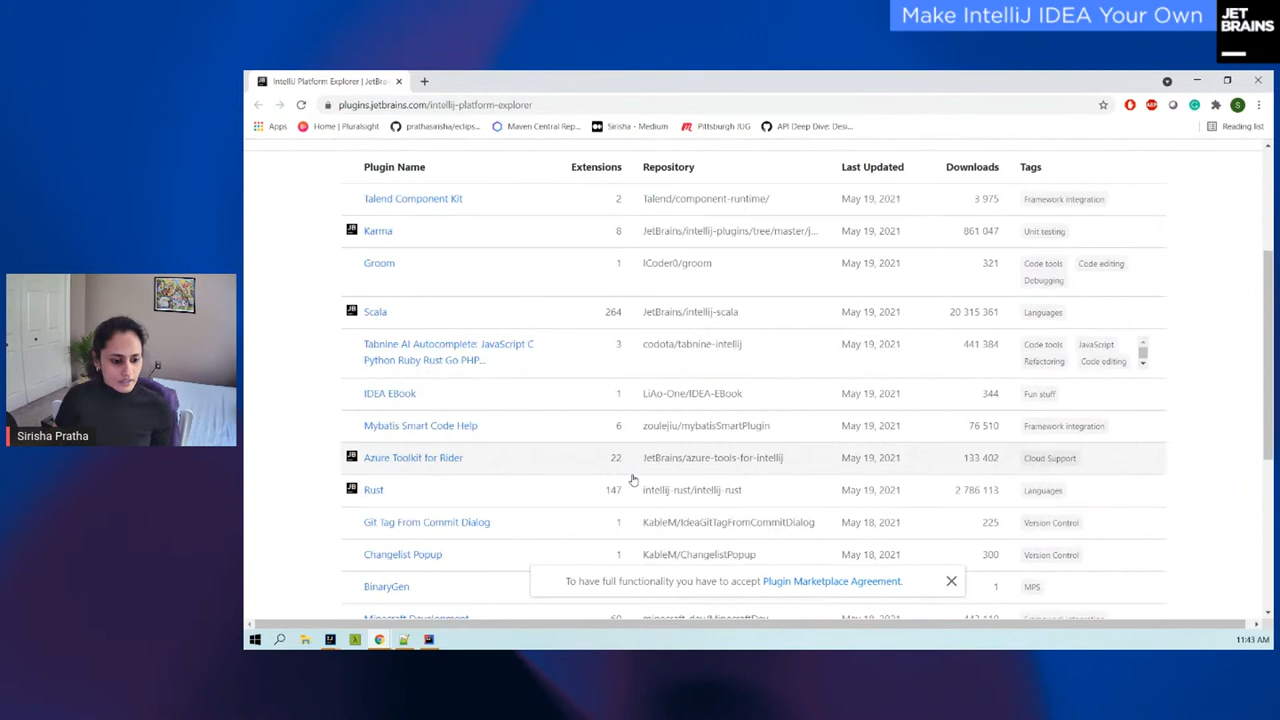 Make IntelliJ IDEA Your Own
JET
BRAINS
IntelliJ Platform Explorer | JetBra
plugins.jetbrains.com/intellij-platform-explorer
Apps Home | Pluralsight prathasirisha/eclips... Maven Central Rep... Sirisha - Medium Pittsburgh JUG API Deep Dive: Desi... Reading list
Plugin Name Extensions Repository Last Updated Downloads Tags
Talend Component Kit 2 Talend/component-runtime/ May 19, 2021 3 975 Framework integration
Karma 8 JetBrains/intellij-plugins/tree/master/j... May 19, 2021 861 047 Unit testing
Groom 1 ICoder0/groom May 19, 2021 321 Code tools Code editing
Debugging
Scala 264 JetBrains/intellij-scala May 19, 2021 20 315 361 Languages
Tabnine AI Autocomplete: JavaScript C 3 codota/tabnine-intellij May 19, 2021 441 384 Code tools JavaScript
Python Ruby Rust Go PHP... Refactoring Code editing
IDEA EBook 1 LiAo-One/IDEA-EBook May 19, 2021 344 Fun stuff
Mybatis Smart Code Help 6 zoulejiu/mybatisSmartPlugin May 19, 2021 76 510 Framework integration
Azure Toolkit for Rider 22 JetBrains/azure-tools-for-intellij May 19, 2021 133 402 Cloud Support
Rust 147 intellij-rust/intellij-rust May 19, 2021 2 786 113 Languages
Git Tag From Commit Dialog 1 KableM/IdeaGitTagFromCommitDialog May 18, 2021 225 Version Control
Changelist Popup 1 KableM/ChangelistPopup May 18, 2021 300 Version Control
To have full functionality you have to accept Plugin Marketplace Agreement.
BinaryGen 1 MPS
Minecraft Development 60 minecraft-dev/MinecraftDev
Sirisha Pratha
11:43 AM